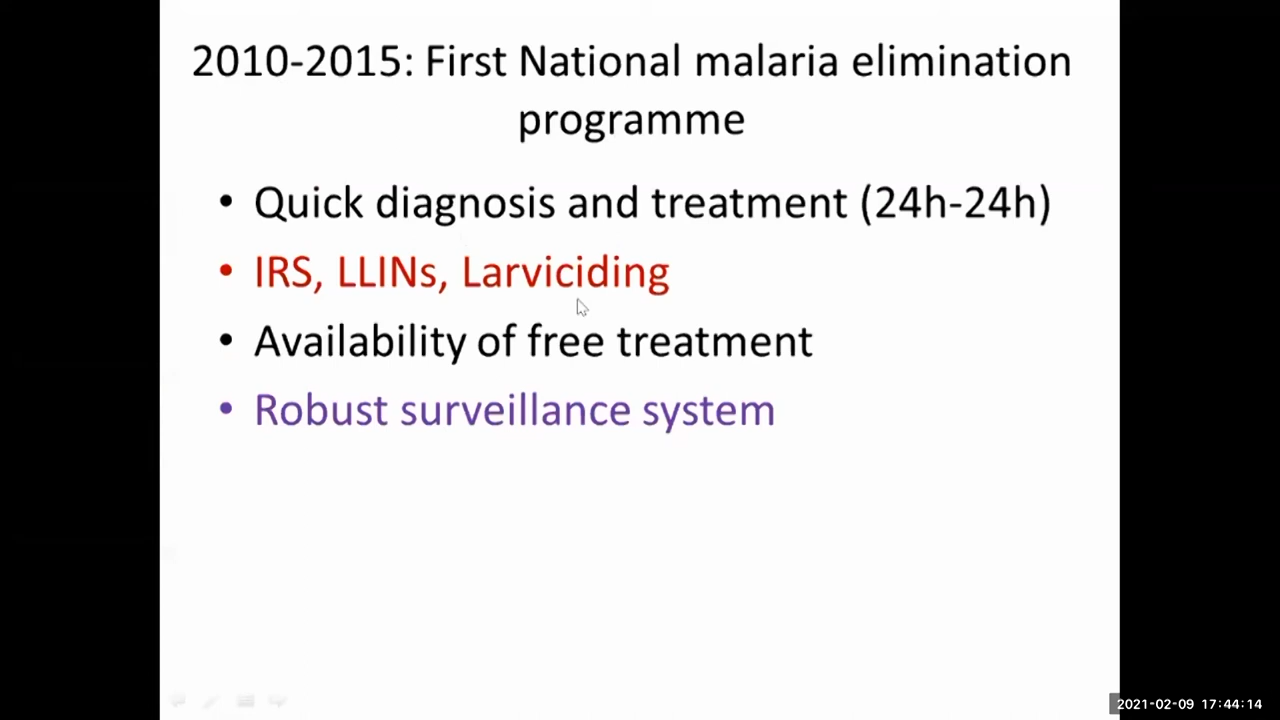 2010-2015: First National malaria elimination
programme
• Quick diagnosis and treatment (24h-24h)
• IRS, LLINs, Larviciding
• Availability of free treatment
• Robust surveillance system
2021-02-09 17:44:14